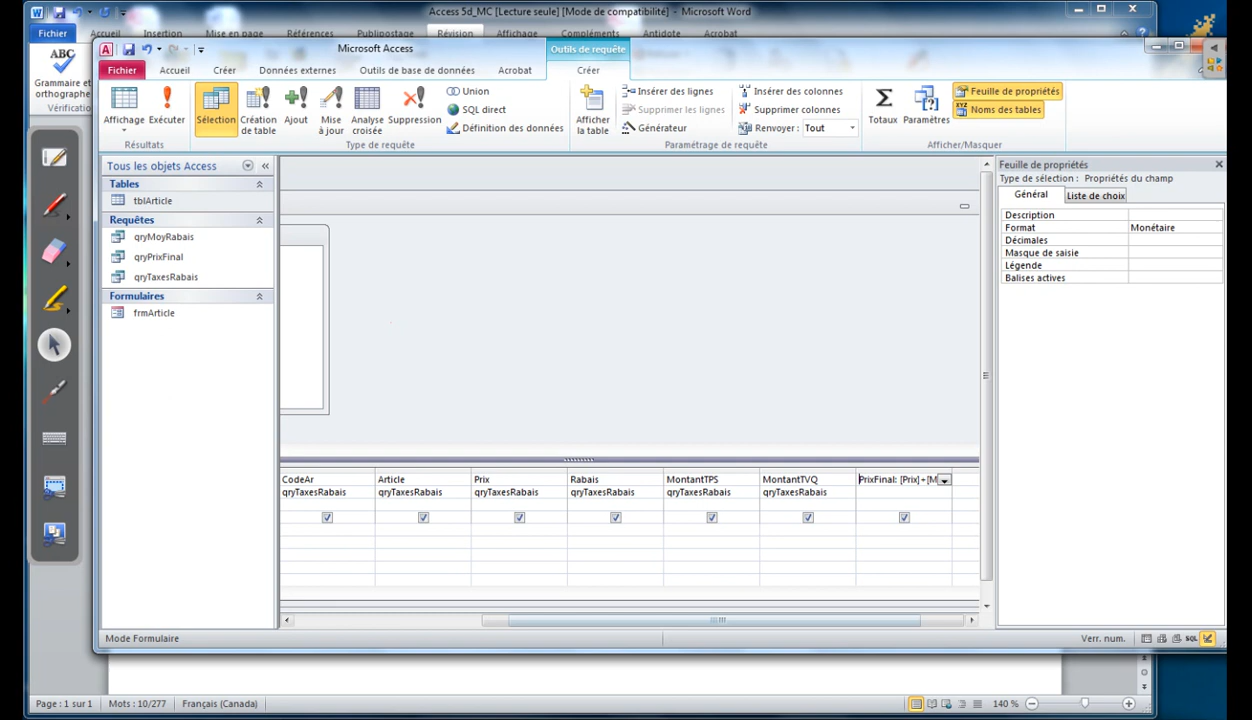 Access 5d_MC [Lecture seule] [Mode de compatibilité] - Microsoft Word
Fichier Accueil Insertion Mise en page Références Publipostage Révision Affichage Compléments Antidote Acrobat
Microsoft Access Outils de requête
Fichier Accueil Créer Données externes Outils de base de données Acrobat Créer
ABC
Grammaire et
orthographe
Vérificatio
Affichage Exécuter
Résultats
Sélection Création
de table
Ajout
Mise
à jour
Analyse
croisée
Suppression
Union
SQL direct
Définition des données
Type de requête
Afficher
la table
Insérer des lignes
Supprimer les lignes
Générateur
Insérer des colonnes
Supprimer colonnes
Renvoyer : Tout
Paramétrage de requête
Totaux Paramètres
Feuille de propriétés
Noms des tables
Afficher/Masquer
Tous les objets Access
Tables
tblArticle
Requêtes
qryMoyRabais
qryPrixFinal
qryTaxesRabais
Formulaires
frmArticle
CodeAr Article Prix Rabais MontantTPS MontantTVQ PrixFinal: [Prix]+[M
qryTaxesRabais qryTaxesRabais qryTaxesRabais qryTaxesRabais qryTaxesRabais qryTaxesRabais
Feuille de propriétés
Type de sélection : Propriétés du champ
Général Liste de choix
Description
Format Monétaire
Décimales
Masque de saisie
Légende
Balises actives
Mode Formulaire Verr. num. SQL
Page : 1 sur 1 Mots : 10/277 Français (Canada) 140 %